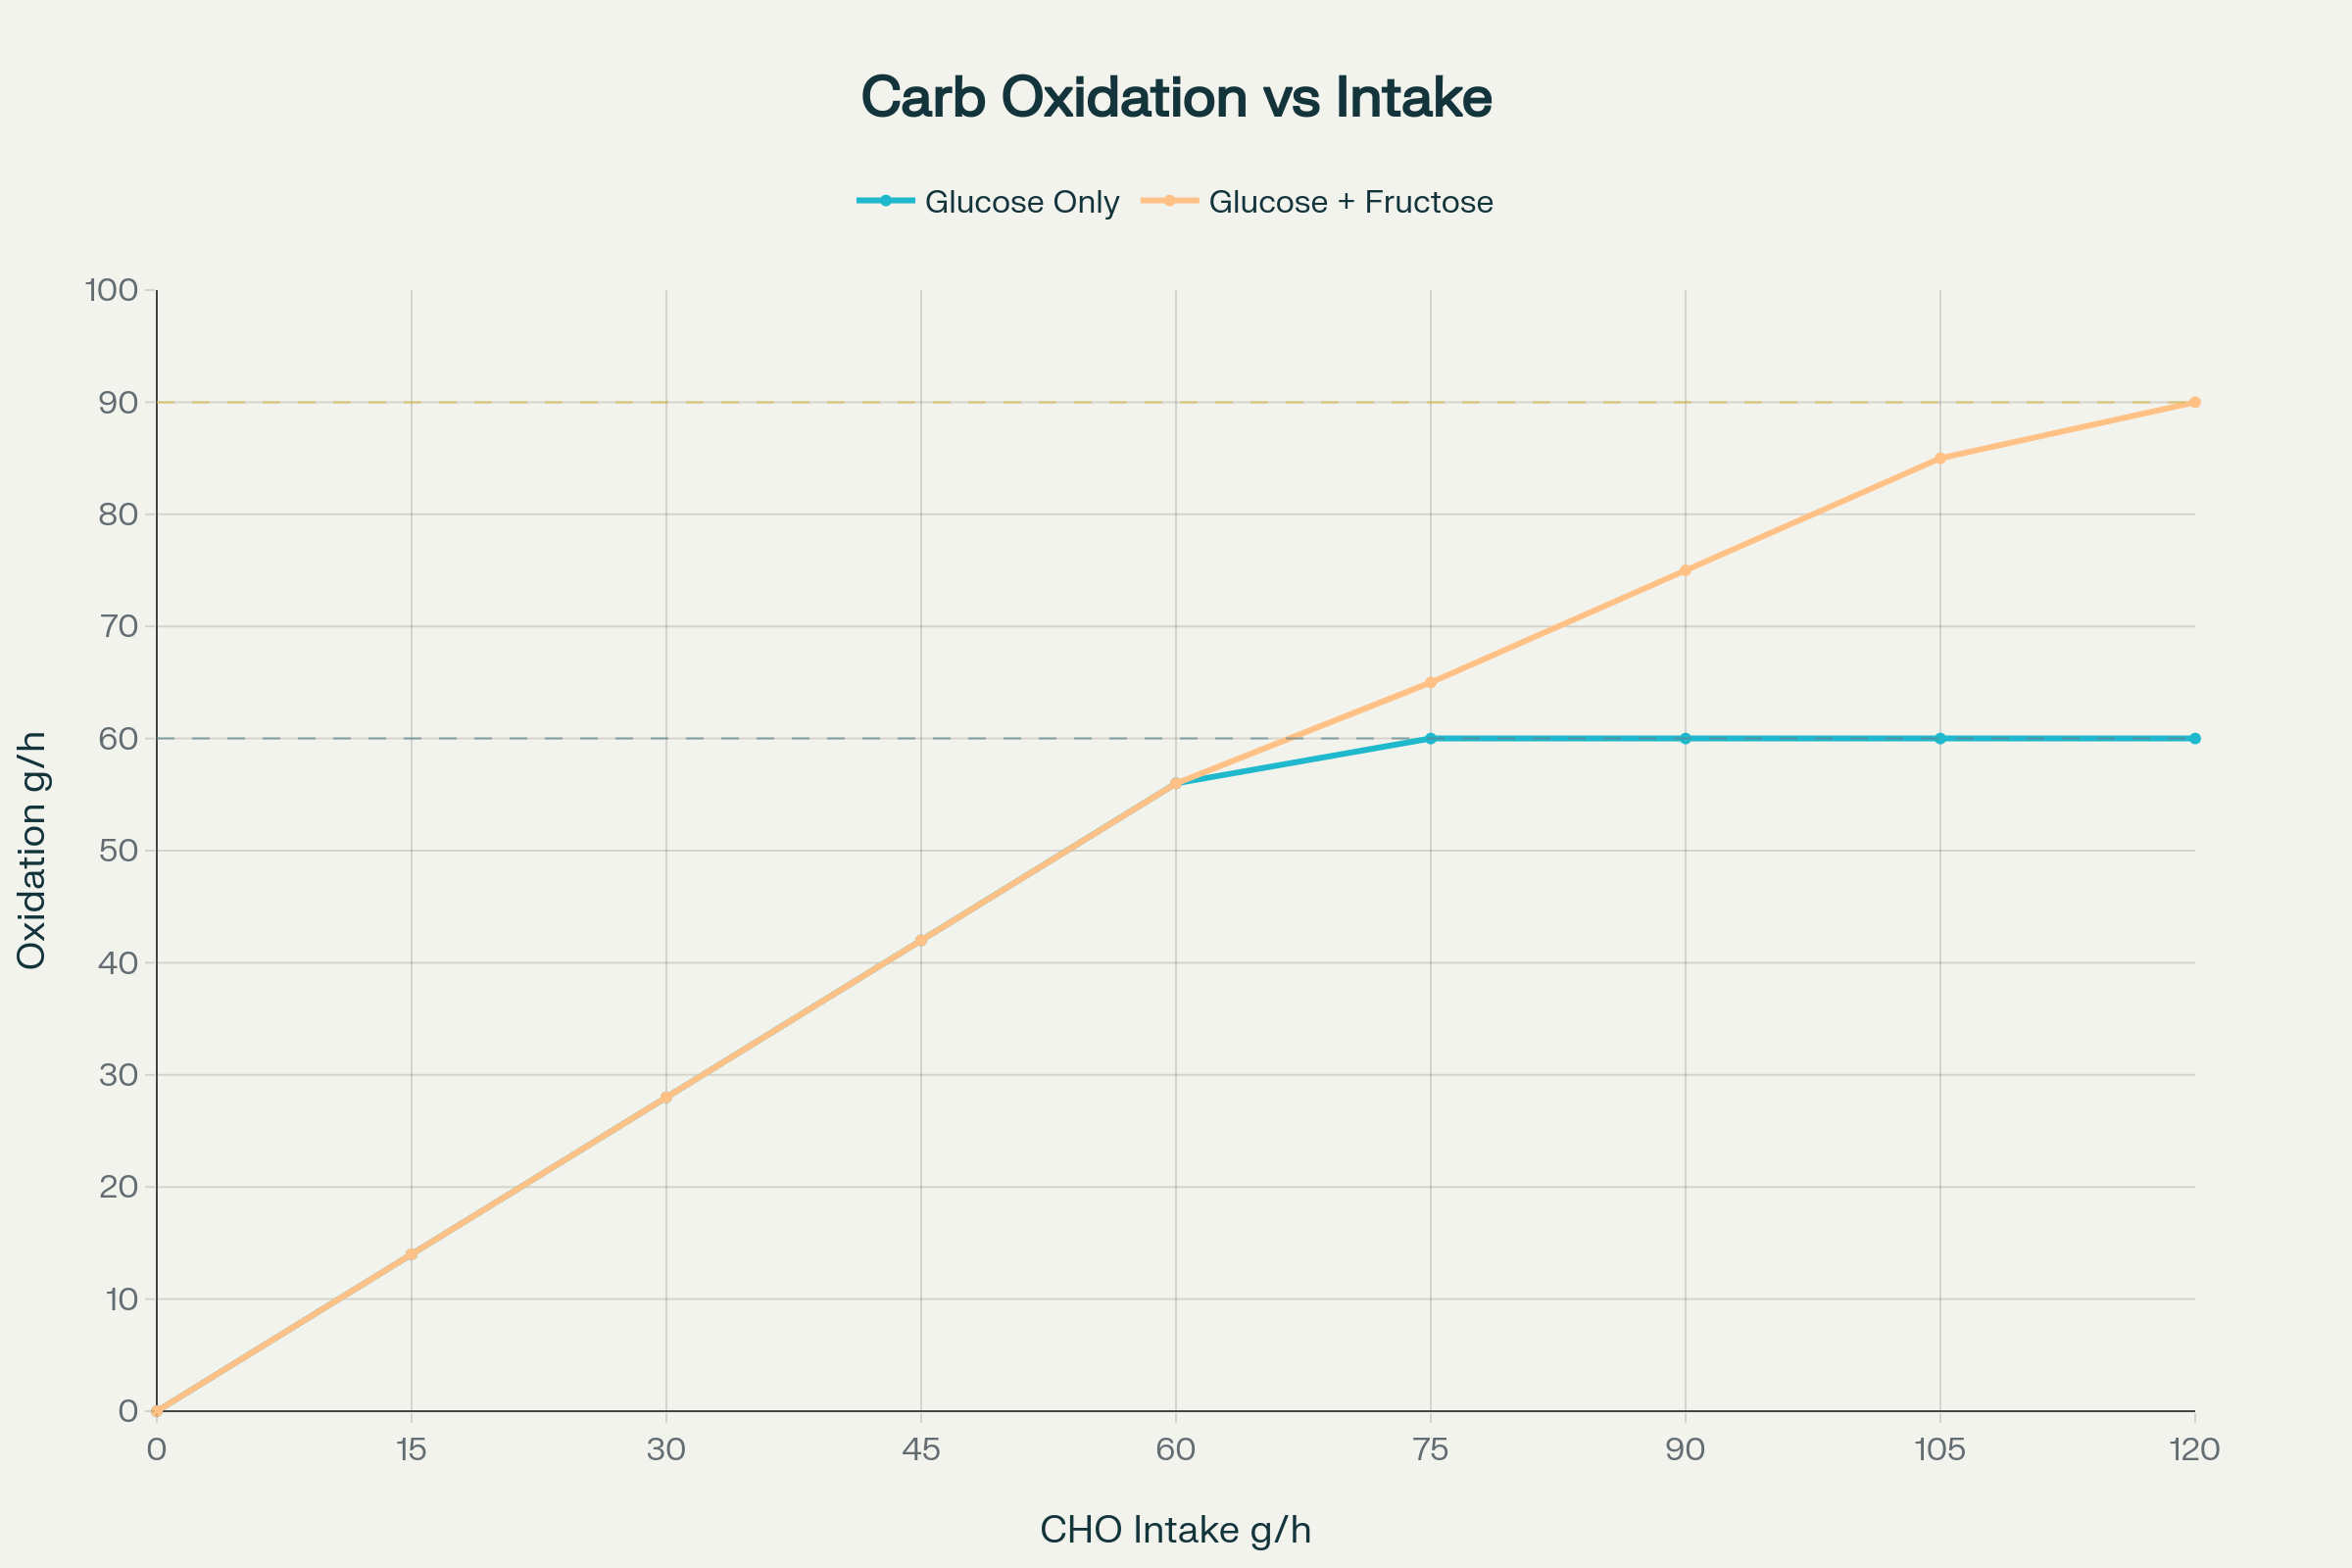 Carb Oxidation vs Intake
Glucose Only
Glucose + Fructose
100
90
80
70
60
50
40
30
20
10
0
Oxidation g/h
0 15 30 45 60 75 90 105 120
CHO Intake g/h